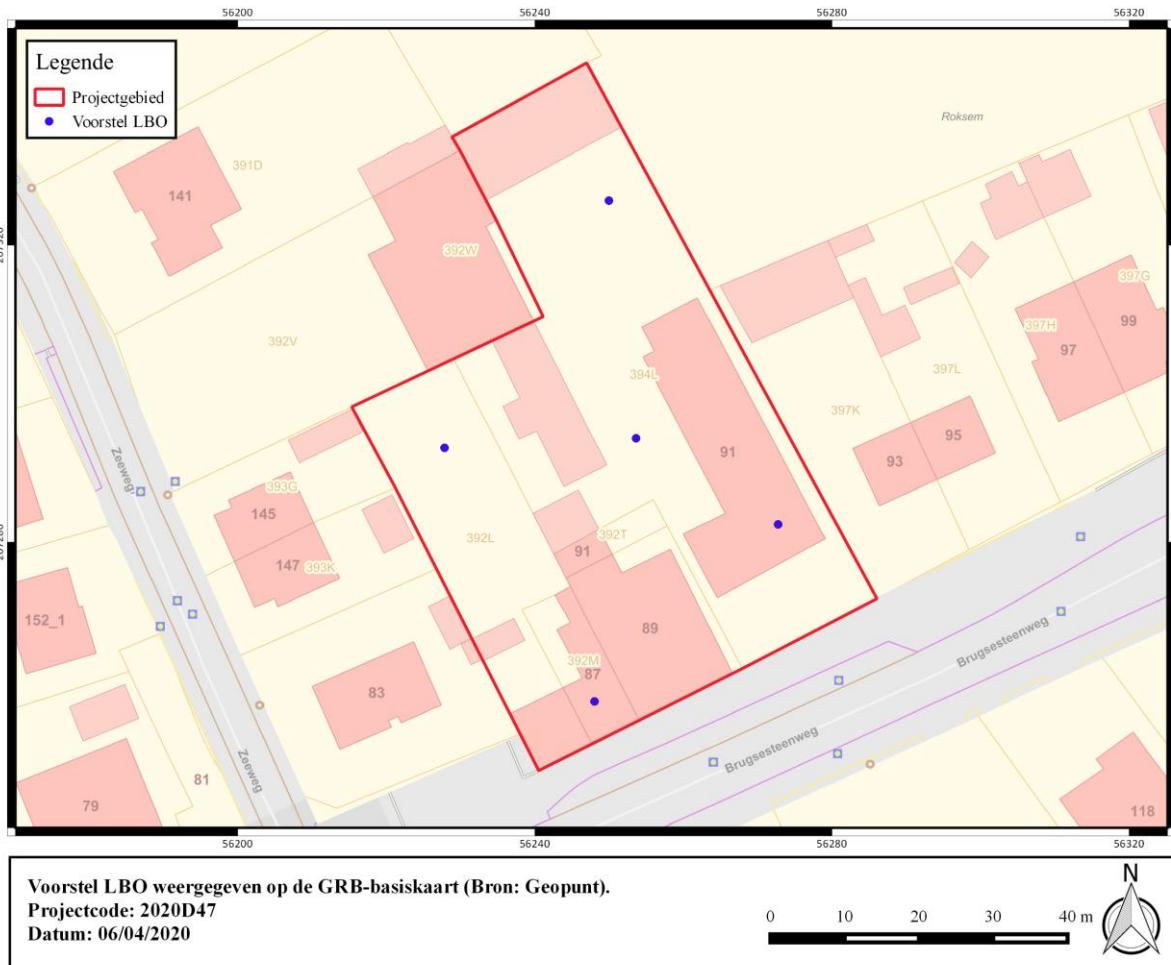 56200 56240 56280 56320
Legende
Projectgebied
Voorstel LBO
Roksem
391D
141
392W
397G
99
397H
97
392V
394L
397L
397K
95
93
91
Zeeweg
393G
145
392L
392T
91
147
393K
152_1
89
392M
87
83
Brugsesteenweg
Brugsesteenweg
Zeeweg
81
79
118
56200 56240 56280 56320
Voorstel LBO weergegeven op de GRB-basiskaart (Bron: Geopunt).
Projectcode: 2020D47
Datum: 06/04/2020
0 10 20 30 40 m
N